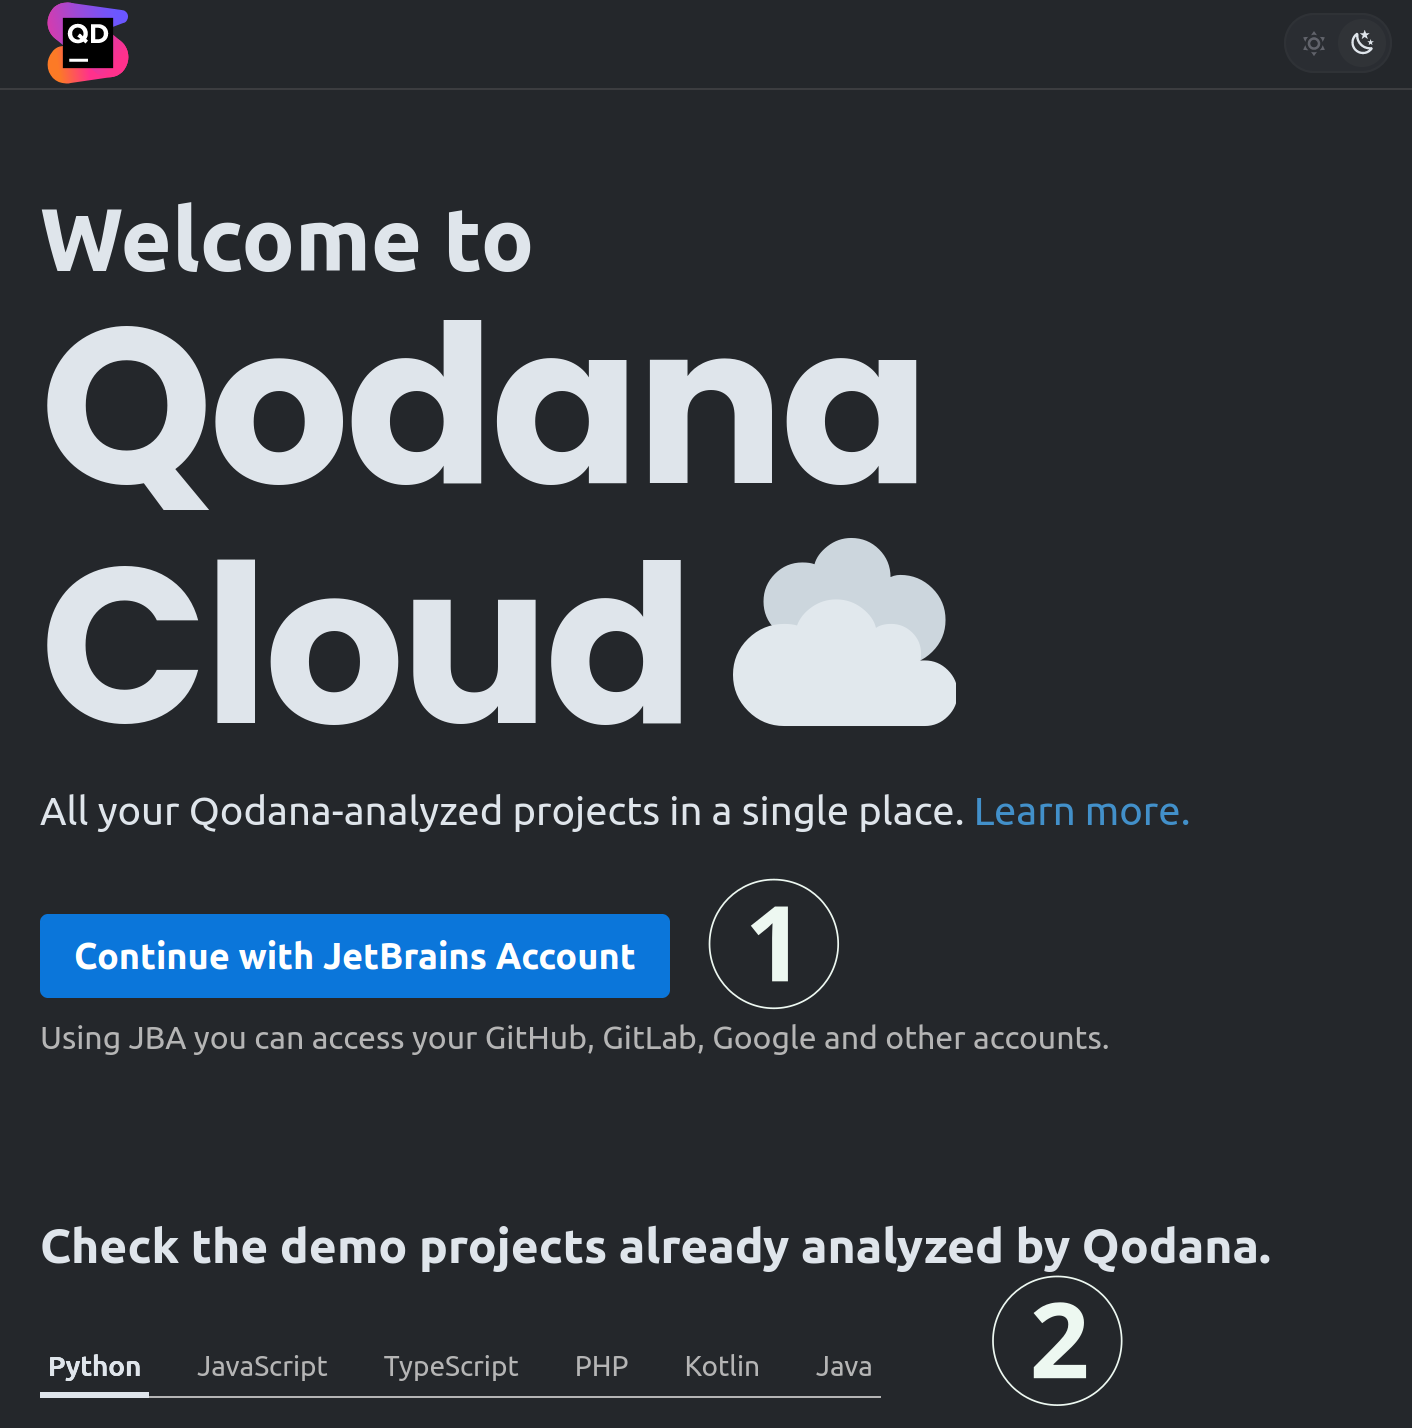 QD
Welcome to
Qodana
Cloud
All your Qodana-analyzed projects in a single place. Learn more.
Continue with JetBrains Account
1
Using JBA you can access your GitHub, GitLab, Google and other accounts.
Check the demo projects already analyzed by Qodana.
2
Python JavaScript TypeScript PHP Kotlin Java